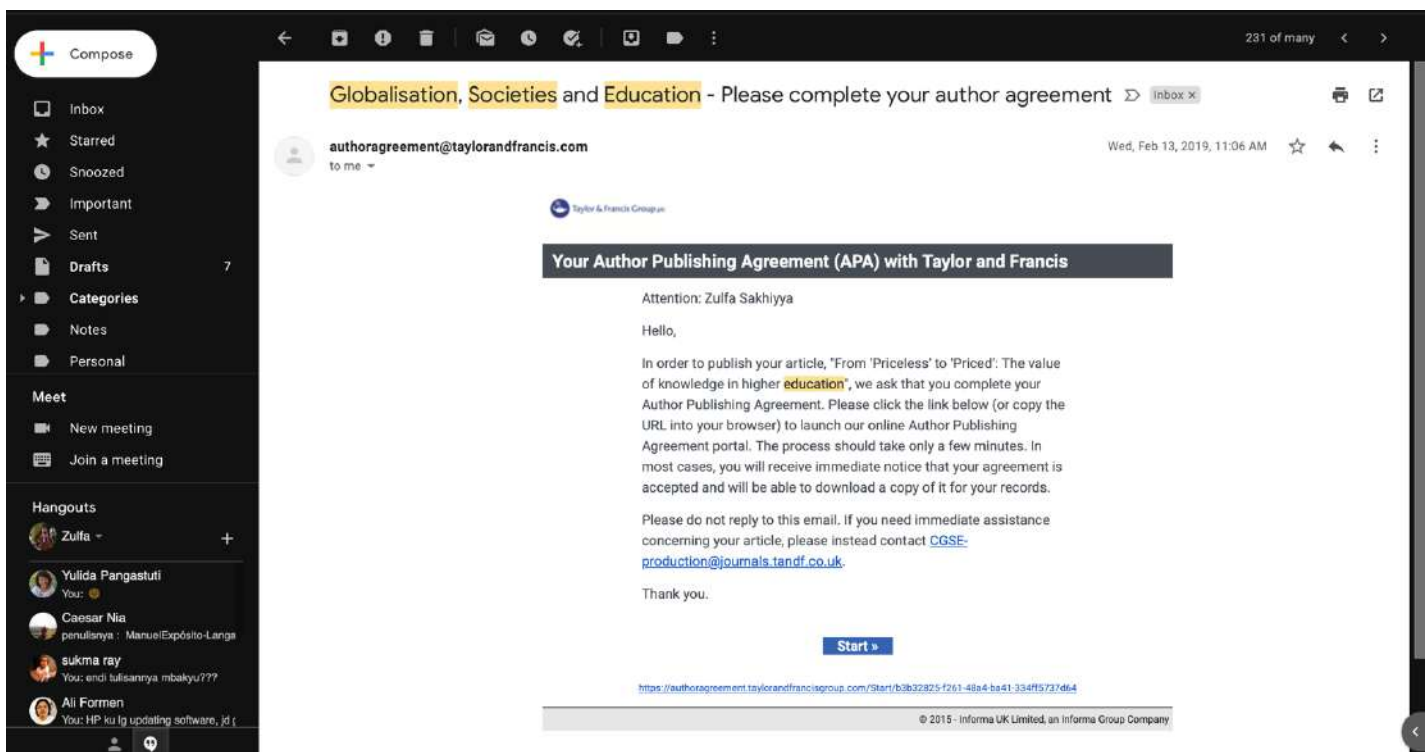 Compose
231 of many
Inbox
Starred
Snoozed
Important
Sent
Drafts 7
Categories
Notes
Personal
Meet
New meeting
Join a meeting
Hangouts
Zulfa
Yulida Pangastuti
You:
Caesar Nia
penulisnya : ManuelExpósito-Langa
sukma ray
You: endi tulisannya mbakyu???
Ali Formen
You: HP ku lg updating software, jd
Globalisation, Societies and Education - Please complete your author agreement Inbox ×
authoragreement@taylorandfrancis.com Wed, Feb 13, 2019, 11:06 AM
to me
Taylor & Francis Group
Your Author Publishing Agreement (APA) with Taylor and Francis
Attention: Zulfa Sakhiyya
Hello,
In order to publish your article, "From 'Priceless' to 'Priced': The value
of knowledge in higher education", we ask that you complete your
Author Publishing Agreement. Please click the link below (or copy the
URL into your browser) to launch our online Author Publishing
Agreement portal. The process should take only a few minutes. In
most cases, you will receive immediate notice that your agreement is
accepted and will be able to download a copy of it for your records.
Please do not reply to this email. If you need immediate assistance
concerning your article, please instead contact CGSE-
production@journals.tandf.co.uk.
Thank you.
Start »
https://authoragreement.taylorandfrancisgroup.com/Start/b3b32825-f261-48a4-ba41-334ff5737d64
© 2015 - Informa UK Limited, an Informa Group Company